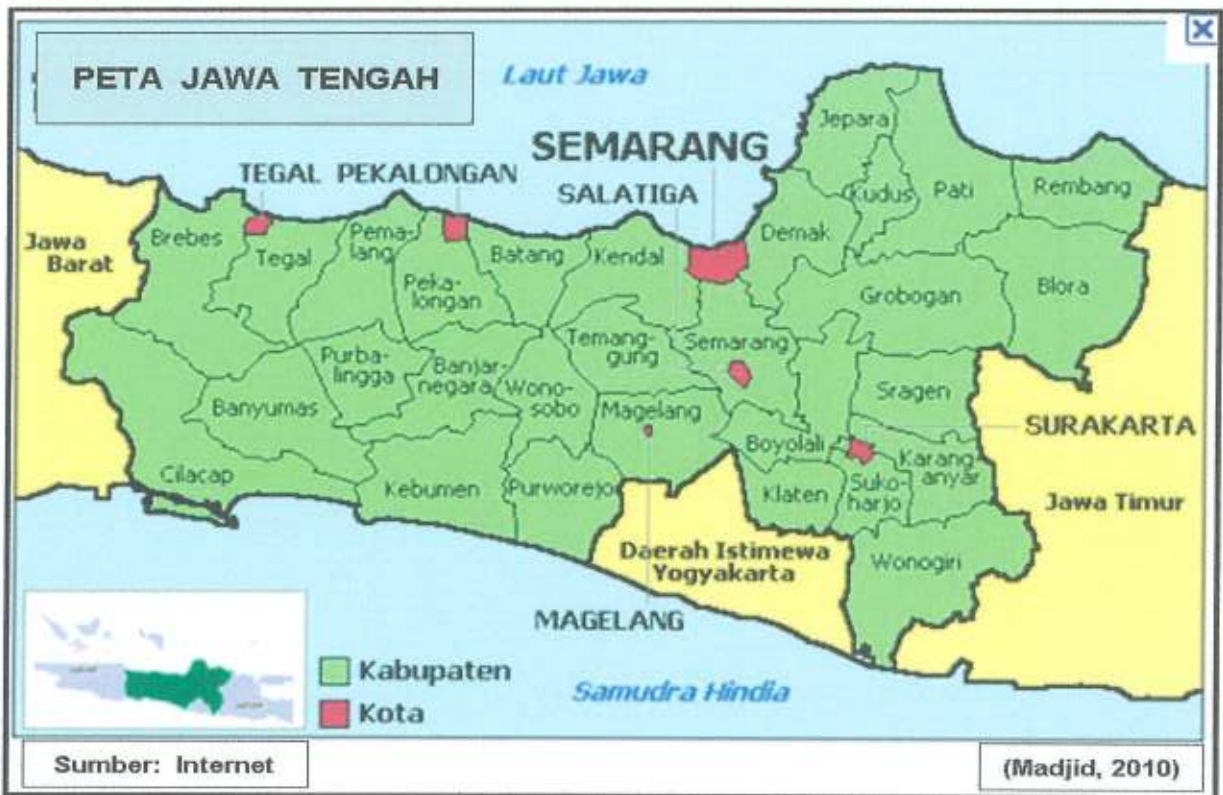 PETA JAWA TENGAH
Laut Jawa
SEMARANG
TEGAL PEKALONGAN
SALATIGA
Jepara
Kudus
Pati
Rembang
Jawa
Barat
Brebes
Tegal
Pema-
lang
Peka-
longan
Batang
Kendal
Demak
Grobogan
Blora
Purba-
lingga
Banjar-
negara
Wono-
sobo
Temang-
gung
Semarang
Banyumas
Magelang
Sragen
SURAKARTA
Boyolali
Karang-
anyar
Cilacap
Kebumen
Purworejo
Klaten
Suko-
harjo
Jawa Timur
Daerah Istimewa
Yogyakarta
Wonogiri
MAGELANG
Kabupaten
Kota
Samudra Hindia
Sumber: Internet
(Madjid, 2010)